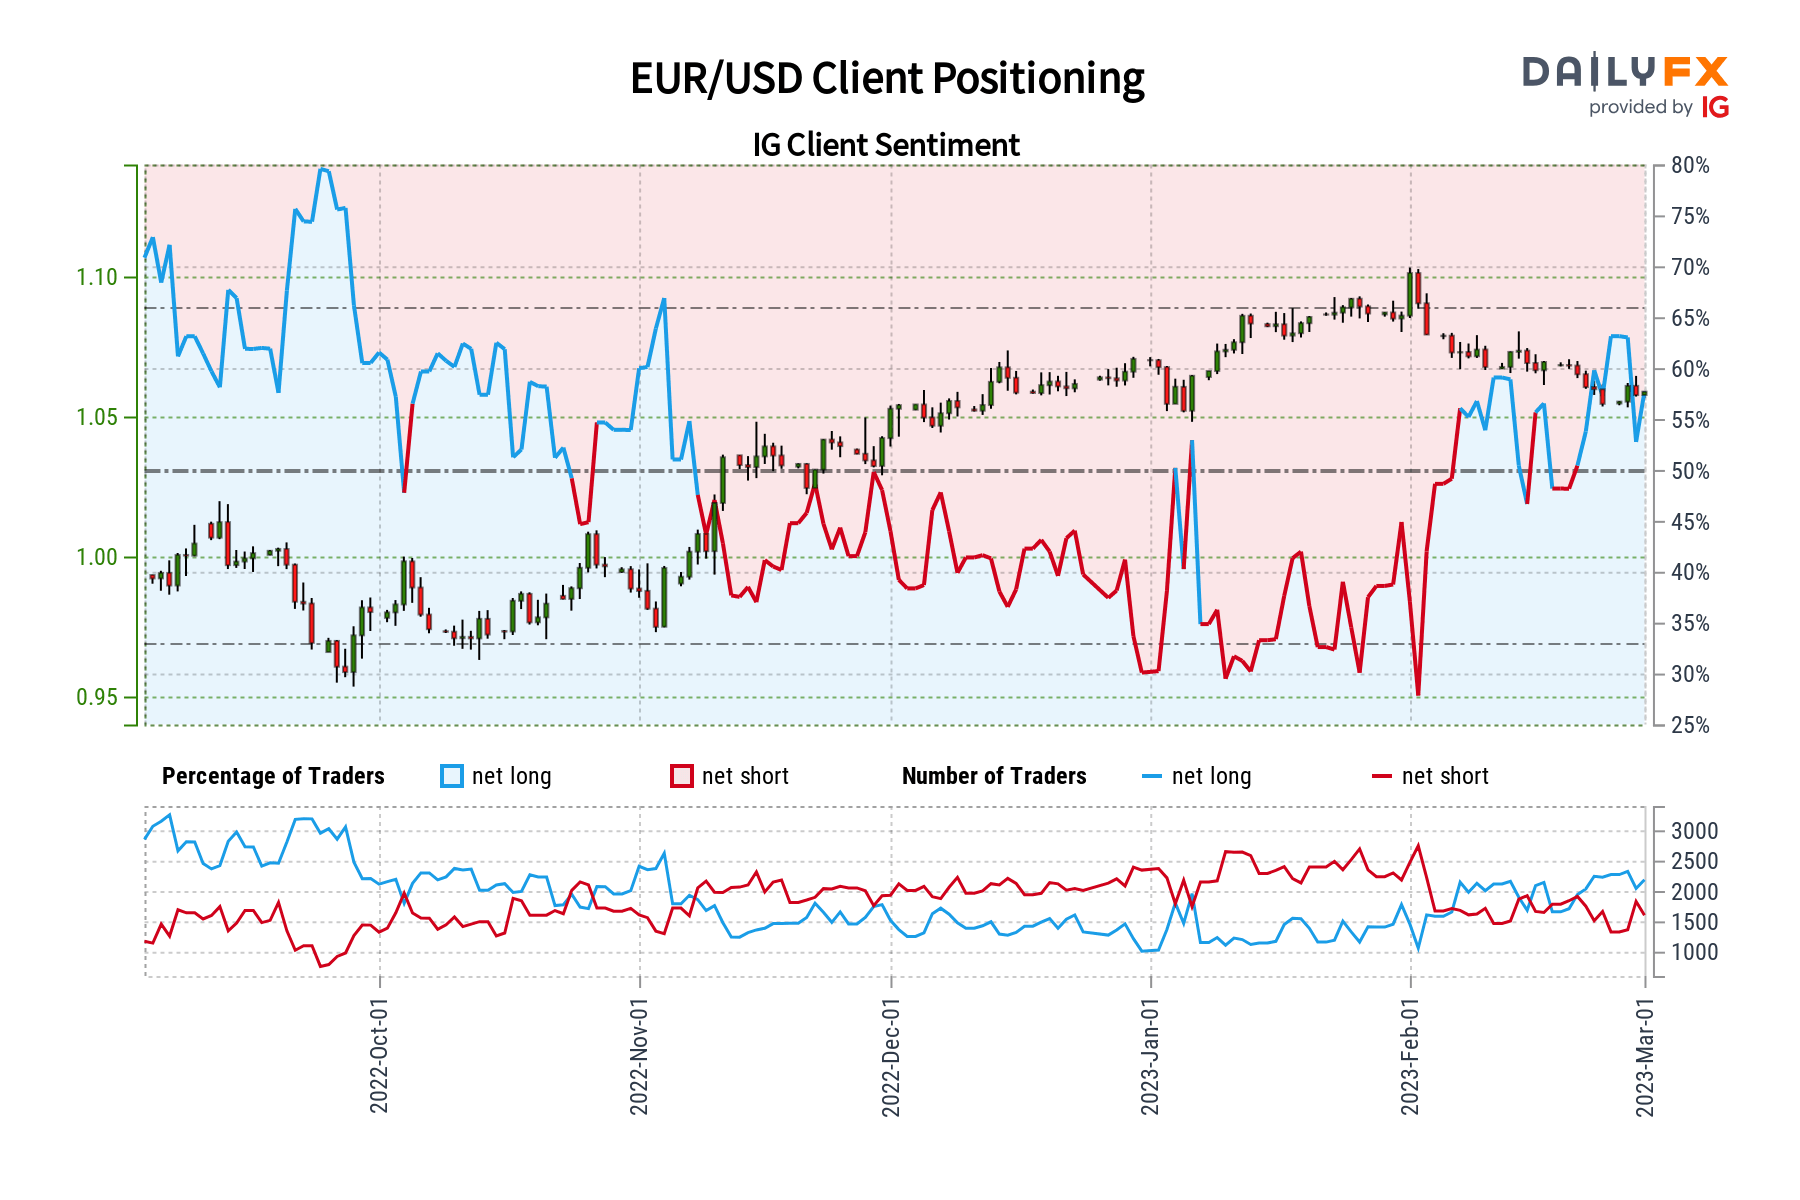 EUR/USD Client Positioning
DAILYFX
provided by IG
IG Client Sentiment
80%
75%
1.10
70%
65%
60%
1.05
55%
50%
45%
1.00
40%
35%
30%
0.95
25%
Percentage of Traders net long net short Number of Traders net long net short
3000
2500
2000
1500
1000
2022-Oct-01
2022-Nov-01
2022-Dec-01
2023-Jan-01
2023-Feb-01
2023-Mar-01